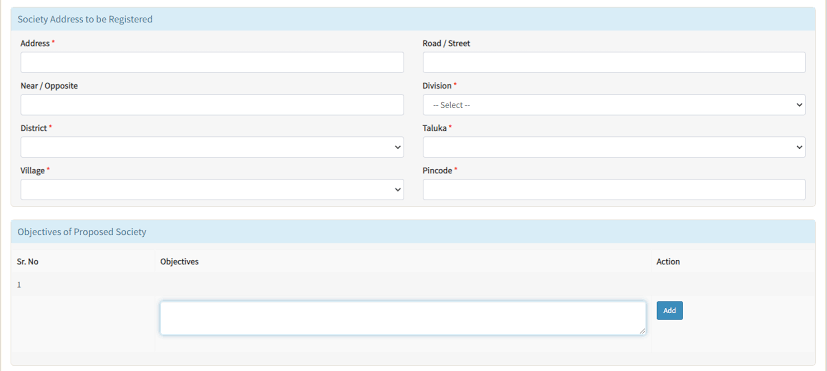 Society Address to be Registered
Address * Road / Street
Near / Opposite Division *
-- Select --
District * Taluka *
Village * Pincode *
Objectives of Proposed Society
Sr. No Objectives Action
1
Add